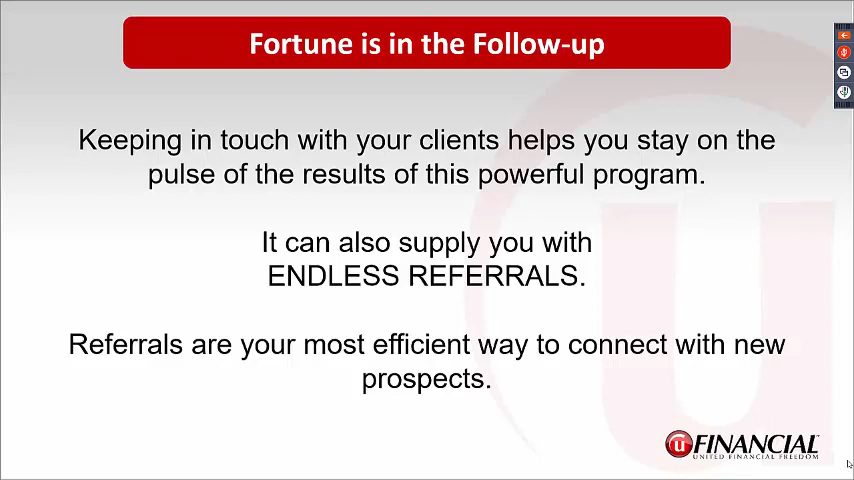 Fortune is in the Follow-up
Keeping in touch with your clients helps you stay on the
pulse of the results of this powerful program.
It can also supply you with
ENDLESS REFERRALS.
Referrals are your most efficient way to connect with new
prospects.
u FINANCIAL
UNITED FINANCIAL FREEDOM